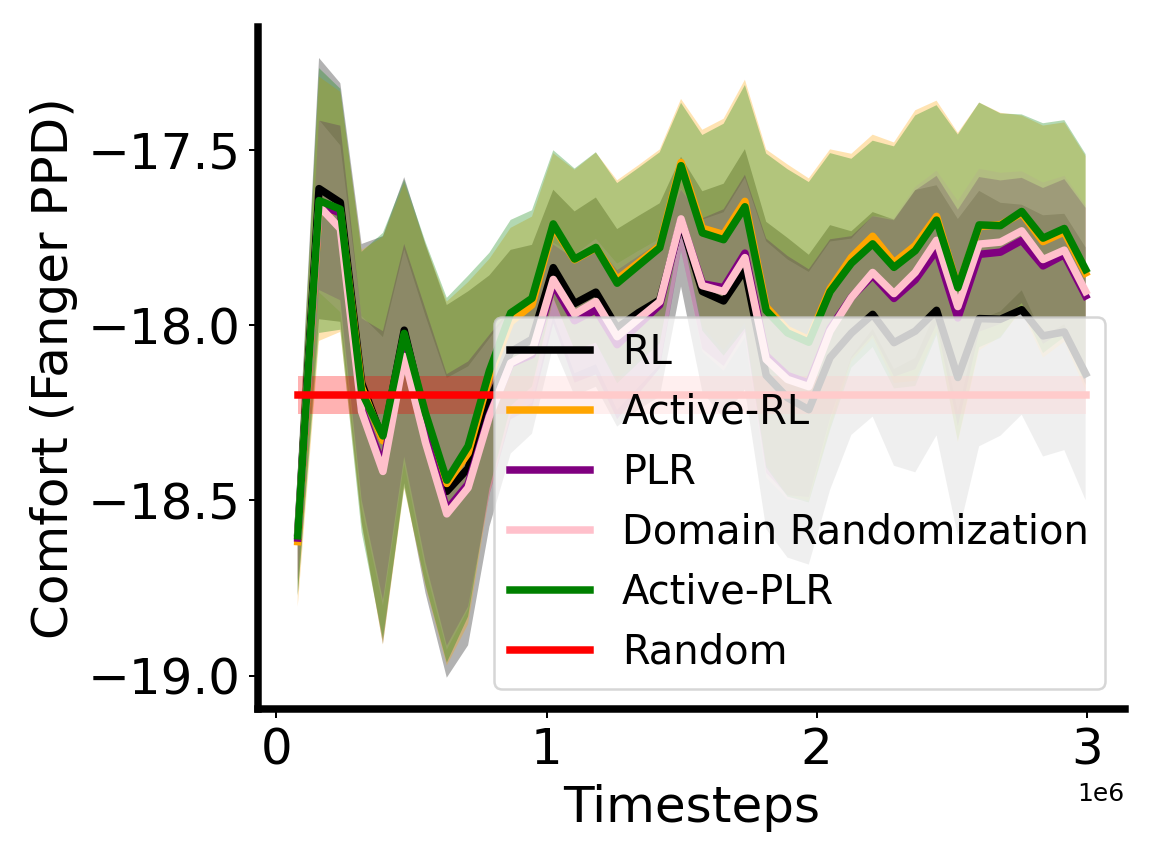 Comfort (Fanger PPD)
−17.5
−18.0
−18.5
−19.0
RL
Active-RL
PLR
Domain Randomization
Active-PLR
Random
0
1
2
3
1e6
Timesteps